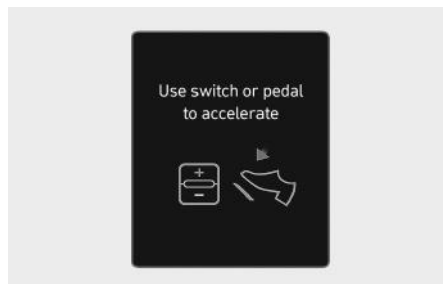 Use switch or pedal
to accelerate
+
-